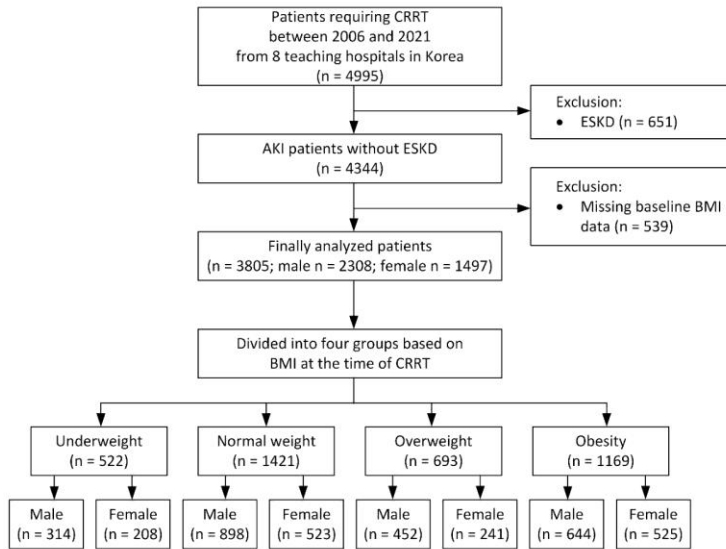 Patients requiring CRRT
between 2006 and 2021
from 8 teaching hospitals in Korea
(n = 4995)
Exclusion:
• ESKD (n = 651)
AKI patients without ESKD
(n = 4344)
Exclusion:
• Missing baseline BMI
data (n = 539)
Finally analyzed patients
(n = 3805; male n = 2308; female n = 1497)
Divided into four groups based on
BMI at the time of CRRT
Underweight
(n = 522)
Normal weight
(n = 1421)
Overweight
(n = 693)
Obesity
(n = 1169)
Male
(n = 314)
Female
(n = 208)
Male
(n = 898)
Female
(n = 523)
Male
(n = 452)
Female
(n = 241)
Male
(n = 644)
Female
(n = 525)